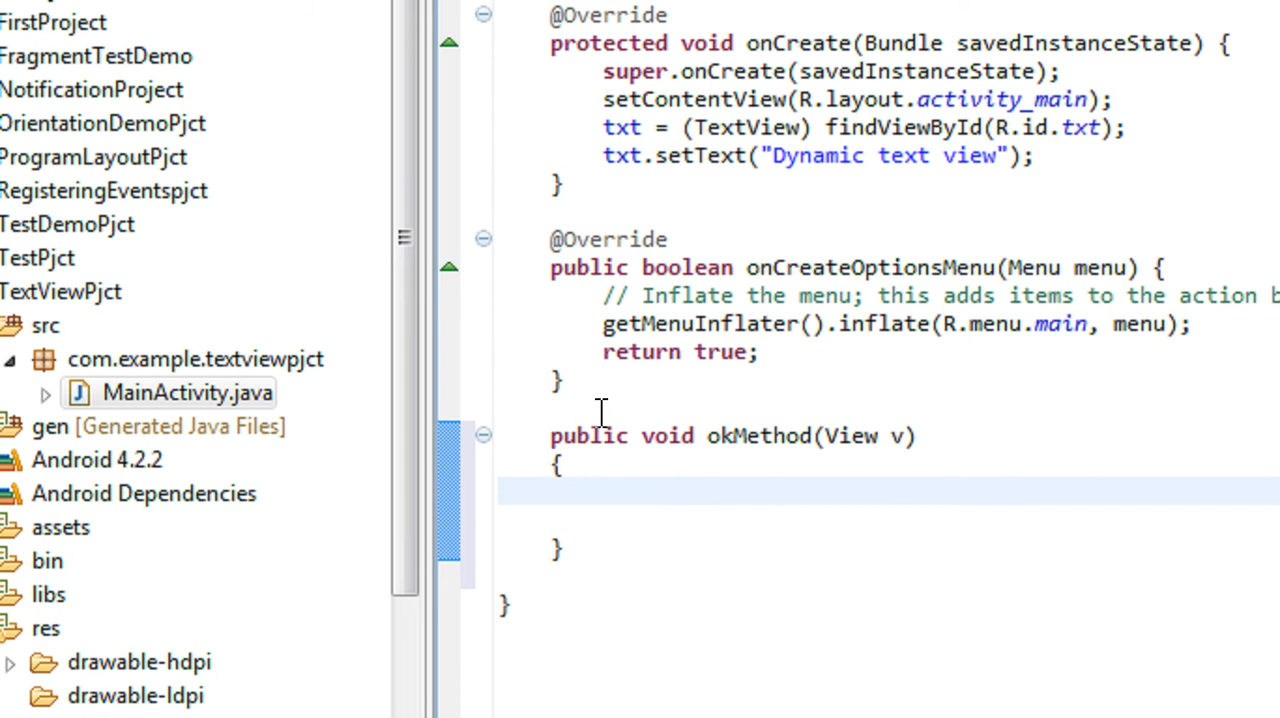 FirstProject
FragmentTestDemo
NotificationProject
OrientationDemoPjct
ProgramLayoutPjct
RegisteringEventspjct
TestDemoPjct
TestPjct
TextViewPjct
src
com.example.textviewpjct
MainActivity.java
gen [Generated Java Files]
Android 4.2.2
Android Dependencies
assets
bin
libs
res
drawable-hdpi
drawable-ldpi
@Override
protected void onCreate(Bundle savedInstanceState) {
super.onCreate(savedInstanceState);
setContentView(R.layout.activity_main);
txt = (TextView) findViewById(R.id.txt);
txt.setText("Dynamic text view");
}
@Override
public boolean onCreateOptionsMenu(Menu menu) {
// Inflate the menu; this adds items to the action b
getMenuInflater().inflate(R.menu.main, menu);
return true;
}
public void okMethod(View v)
{
}
}